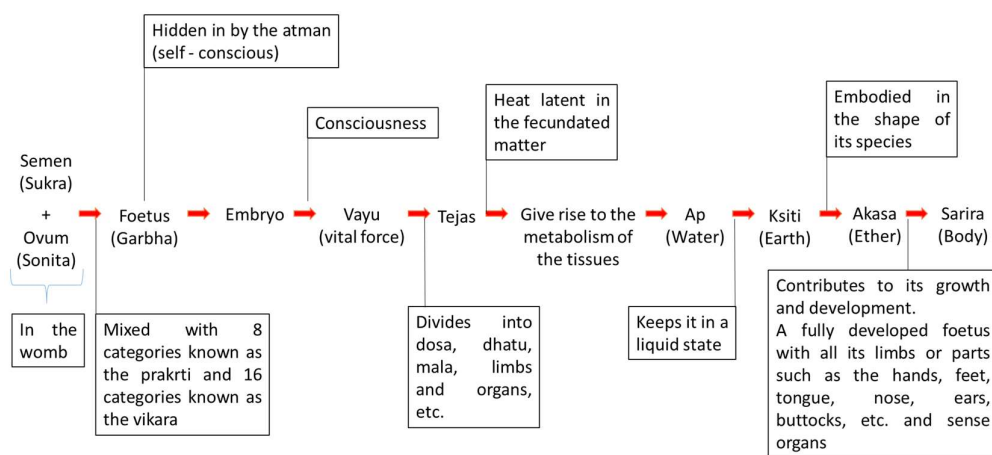 Hidden in by the atman
(self - conscious)
Consciousness
Heat latent in
the fecundated
matter
Embodied in
the shape of
its species
Semen
(Sukra)
+
Ovum
(Sonita)
Foetus
(Garbha)
Embryo
Vayu
(vital force)
Tejas
Give rise to the
metabolism of
the tissues
Ap
(Water)
Ksiti
(Earth)
Akasa
(Ether)
Sarira
(Body)
In the
womb
Mixed with 8
categories known as
the prakrti and 16
categories known as
the vikara
Divides into
dosa, dhatu,
mala, limbs
and organs,
etc.
Keeps it in a
liquid state
Contributes to its growth
and development.
A fully developed foetus
with all its limbs or parts
such as the hands, feet,
tongue, nose, ears,
buttocks, etc. and sense
organs